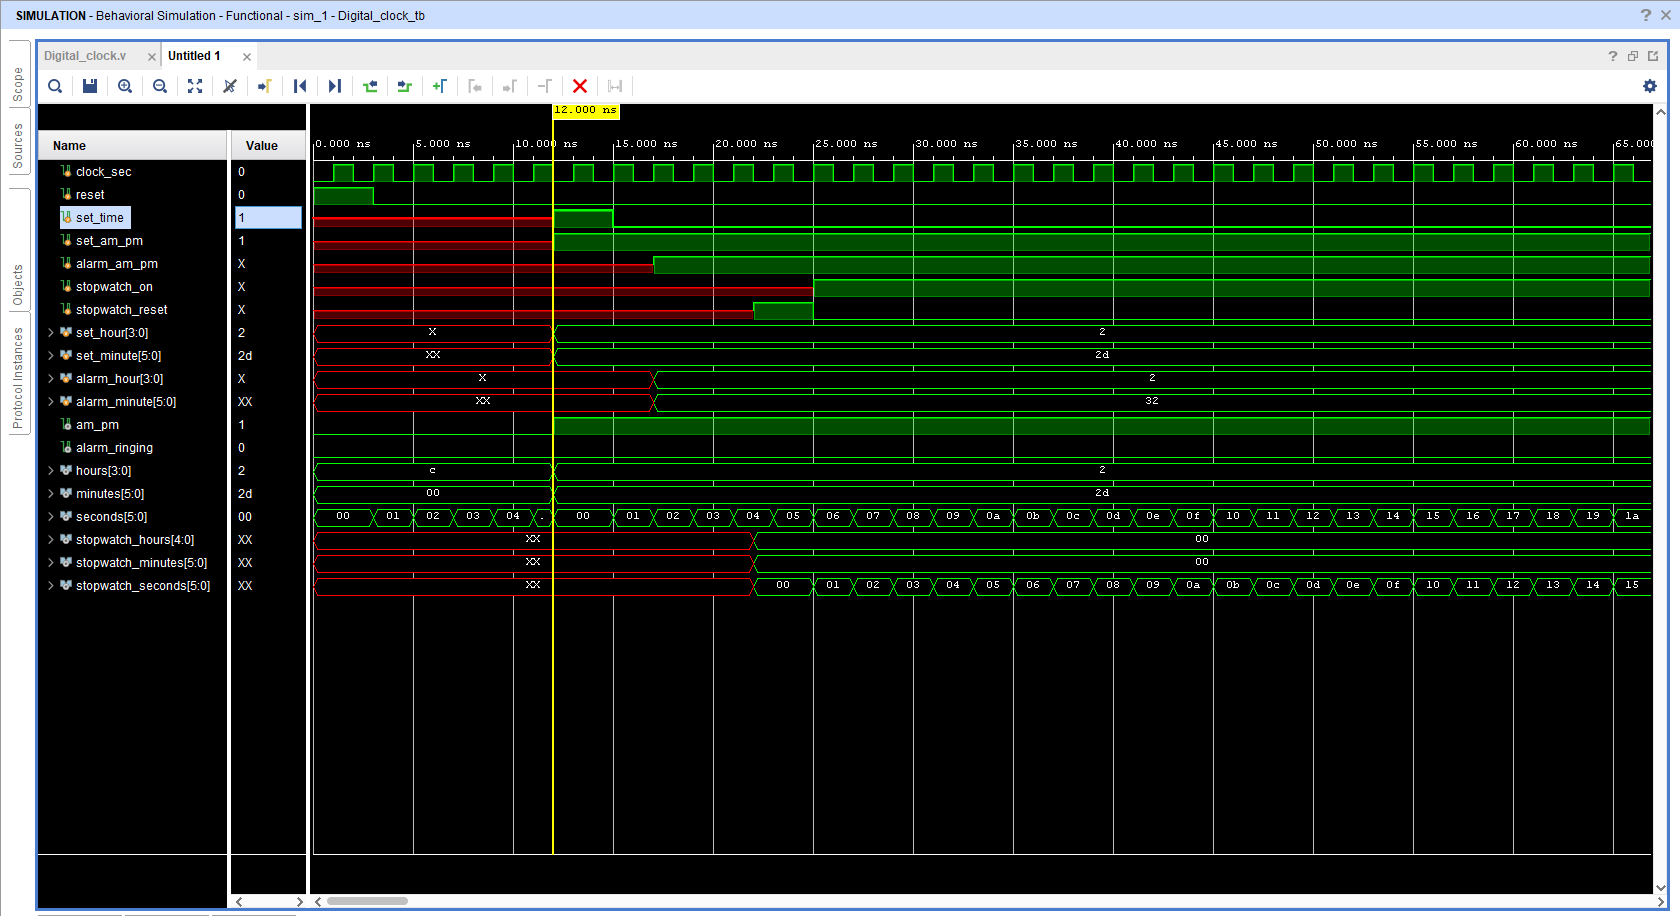 SIMULATION - Behavioral Simulation - Functional - sim_1 - Digital_clock_tb
Scope
Sources
Objects
Protocol Instances
Digital_clock.v
Untitled 1
12.000 ns
Name Value
0.000 ns 5.000 ns 10.000 15.000 ns 20.000 ns 25.000 ns 30.000 ns 35.000 ns 40.000 ns 45.000 ns 50.000 ns 55.000 ns 60.000 ns 65.000
clock_sec 0
reset 0
set_time 1
set_am_pm 1
alarm_am_pm X
stopwatch_on X
stopwatch_reset X
set_hour[3:0] 2 X 2
set_minute[5:0] 2d XX 2d
alarm_hour[3:0] X X 2
alarm_minute[5:0] XX XX 32
am_pm 1
alarm_ringing 0
hours[3:0] 2 c 2
minutes[5:0] 2d 00 2d
seconds[5:0] 00 00 01 02 03 04 . 00 01 02 03 04 05 06 07 08 09 0a 0b 0c 0d 0e 0f 10 11 12 13 14 15 16 17 18 19 1a
stopwatch_hours[4:0] XX XX 00
stopwatch_minutes[5:0] XX XX 00
stopwatch_seconds[5:0] XX XX 00 01 02 03 04 05 06 07 08 09 0a 0b 0c 0d 0e 0f 10 11 12 13 14 15